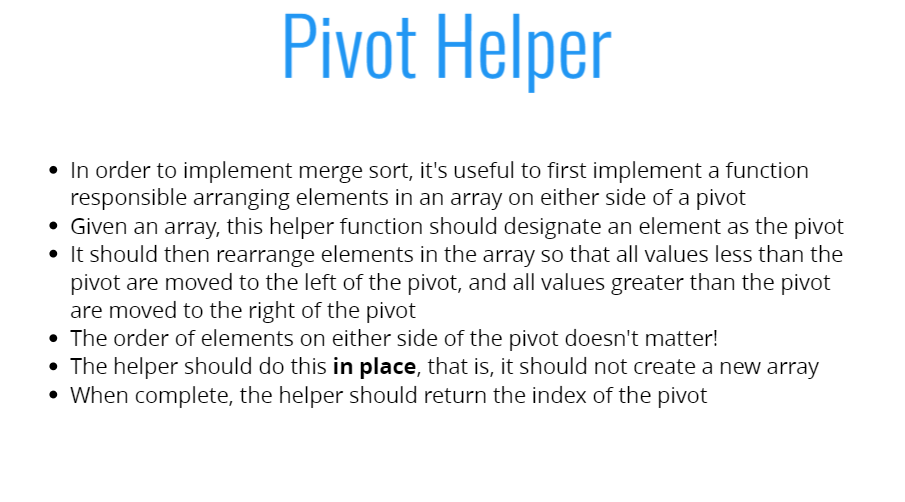 Pivot Helper
In order to implement merge sort, it's useful to first implement a function
responsible arranging elements in an array on either side of a pivot
Given an array, this helper function should designate an element as the pivot
It should then rearrange elements in the array so that all values less than the
pivot are moved to the left of the pivot, and all values greater than the pivot
are moved to the right of the pivot
The order of elements on either side of the pivot doesn't matter!
The helper should do this in place, that is, it should not create a new array
When complete, the helper should return the index of the pivot